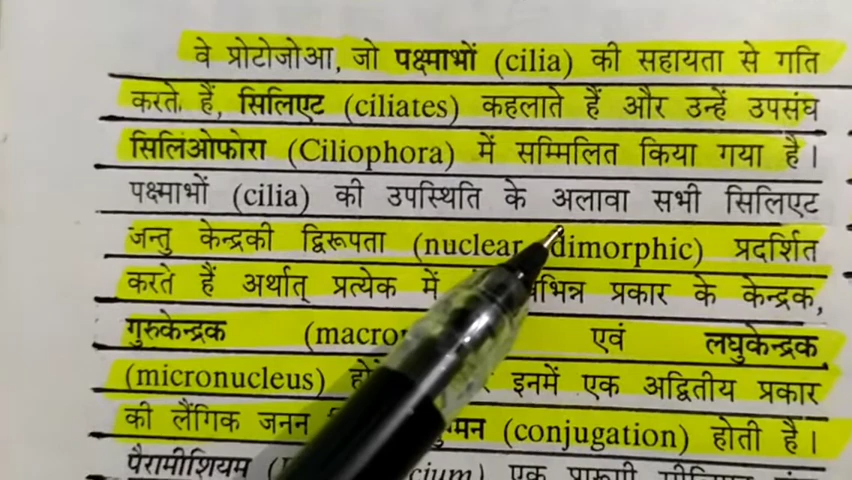 वे प्रोटोजोआ, जो पक्ष्माभों (cilia) की सहायता से गति
करते हैं, सिलिएट (ciliates) कहलाते हैं और उन्हें उपसंघ
सिलिओफोरा (Ciliophora) में सम्मिलित किया गया है।
पक्ष्माभों (cilia) की उपस्थिति के अलावा सभी सिलिएट
जन्तु केन्द्रकी द्विरूपता (nuclear dimorphic) प्रदर्शित
करते हैं अर्थात् प्रत्येक में प्रकार के केन्द्रक,
गुरुकेन्द्रक एवं लघुकेन्द्रक
(micronucleus) इनमें एक अद्वितीय प्रकार
की लैंगिक जनन (conjugation) होती है।
पैरामीशियम एक